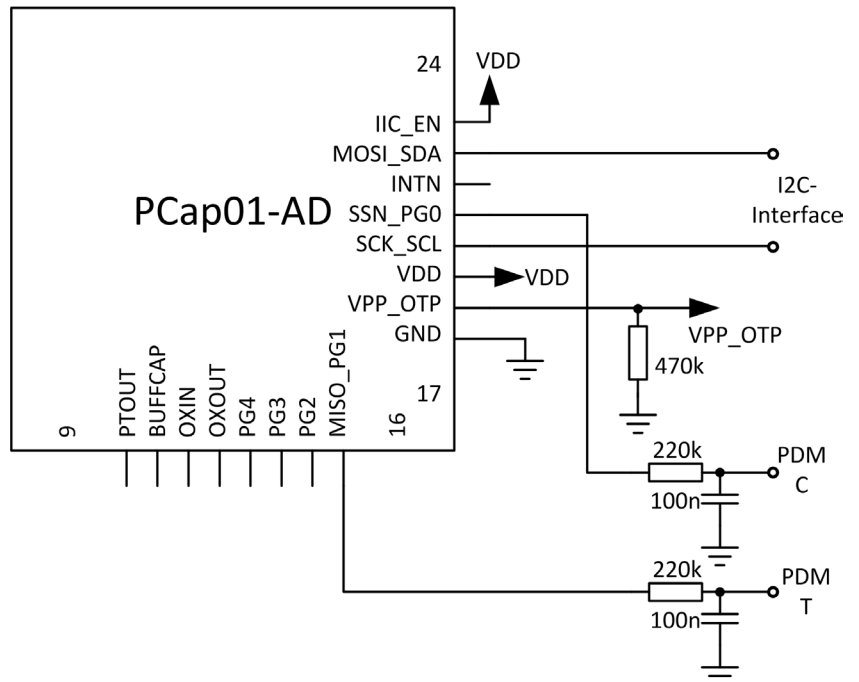 24
VDD
IIC_EN
MOSI_SDA
INTN
I2C-
Interface
PCap01-AD
SSN_PG0
SCK_SCL
VDD
VDD
VPP_OTP
VPP_OTP
GND
470k
17
16
9
PTOUT
BUFFCAP
OXIN
OXOUT
PG4
PG3
PG2
MISO_PG1
220k
PDM
C
100n
220k
PDM
T
100n